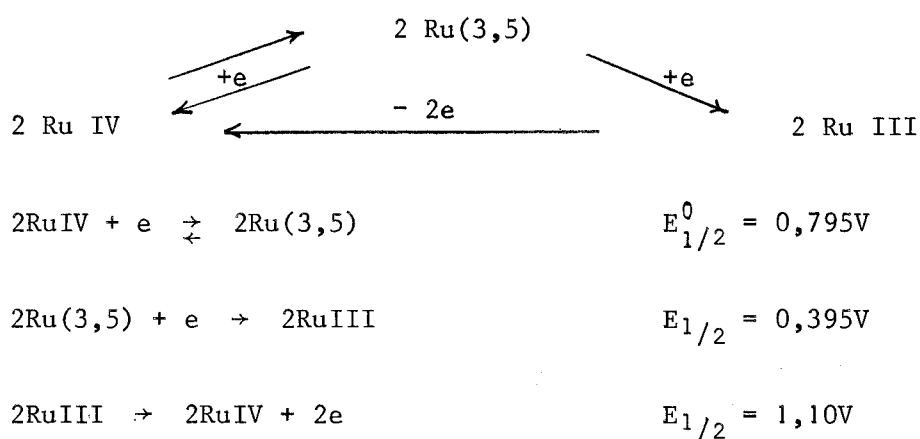 2 Ru(3,5)
+e +e
- 2e
2 Ru IV 2 Ru III
2RuIV + e ⇄ 2Ru(3,5) E⁰1/2 = 0,795V
2Ru(3,5) + e → 2RuIII E1/2 = 0,395V
2RuIII → 2RuIV + 2e E1/2 = 1,10V